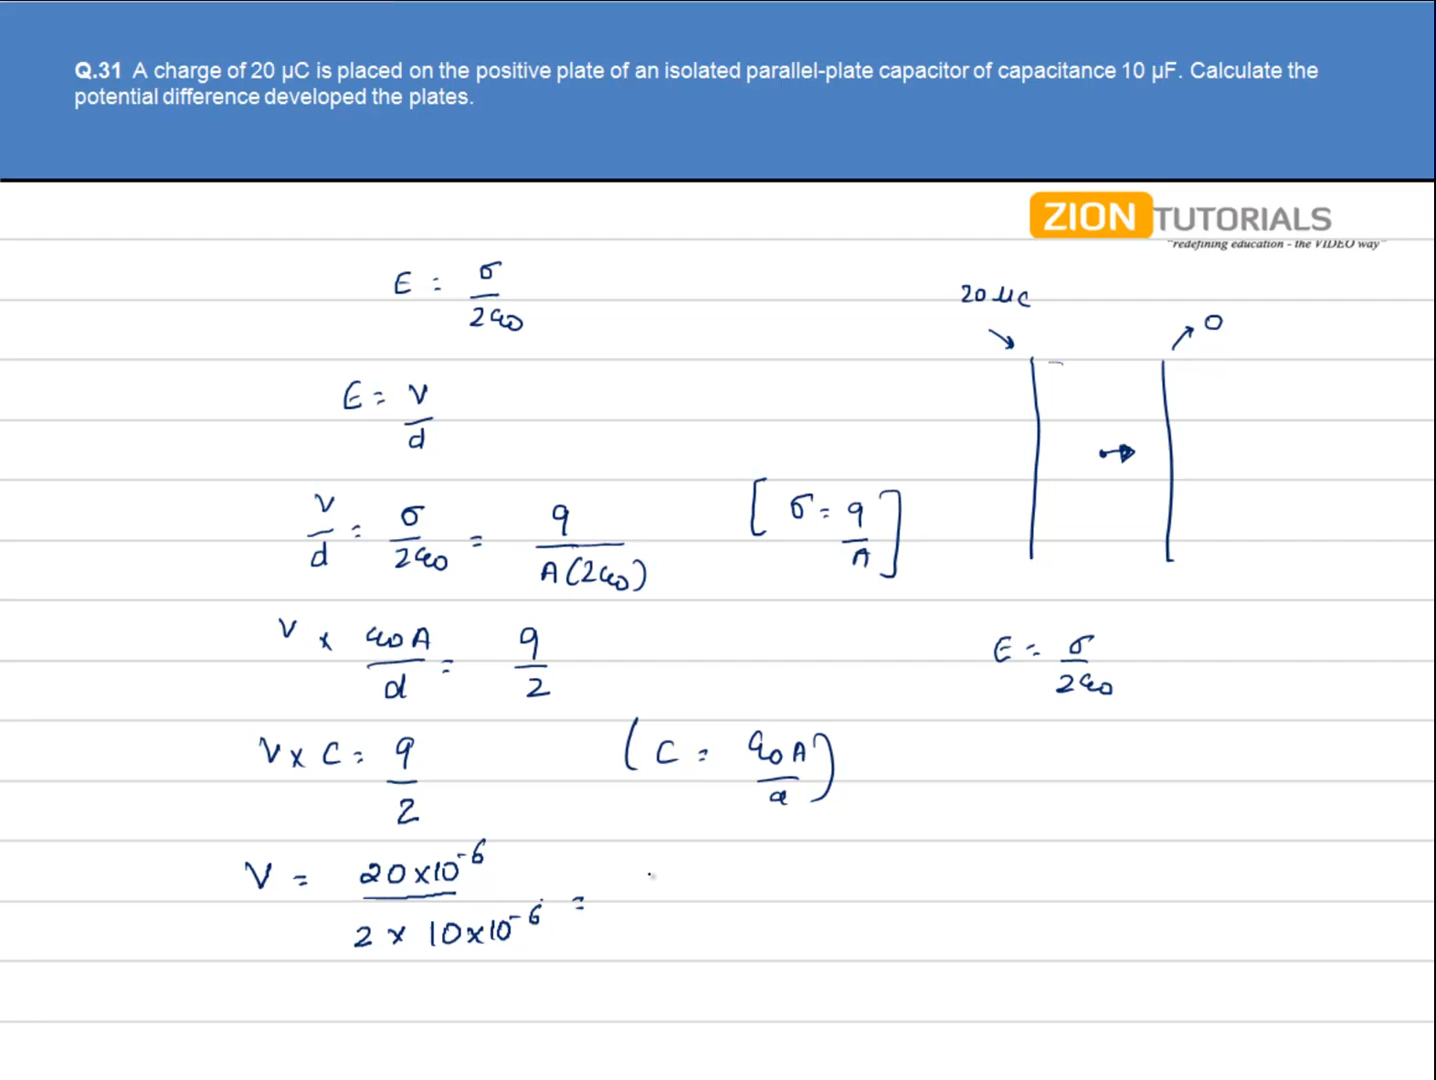 Q.31 A charge of 20 µC is placed on the positive plate of an isolated parallel-plate capacitor of capacitance 10 µF. Calculate the
potential difference developed the plates.
ZION TUTORIALS
"redefining education - the VIDEO way"
E = σ/2ε0
20 µC
0
E = V/d
V/d = σ/2ε0 = q/A(2ε0) [σ = q/A]
V × ε0A/d = q/2
E = σ/2ε0
V × C = q/2 (C = ε0A/d)
V = 20×10^-6/2 × 10×10^-6 =